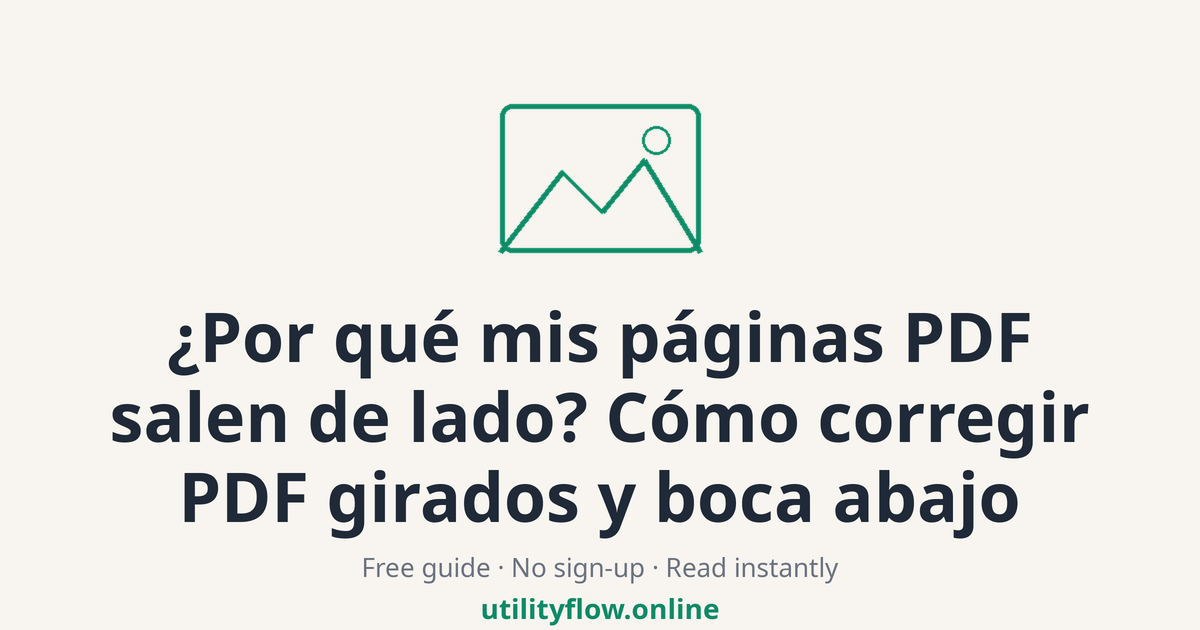 ¿Por qué mis páginas PDF
salen de lado? Cómo corregir
PDF girados y boca abajo
Free guide · No sign-up · Read instantly
utilityflow.online